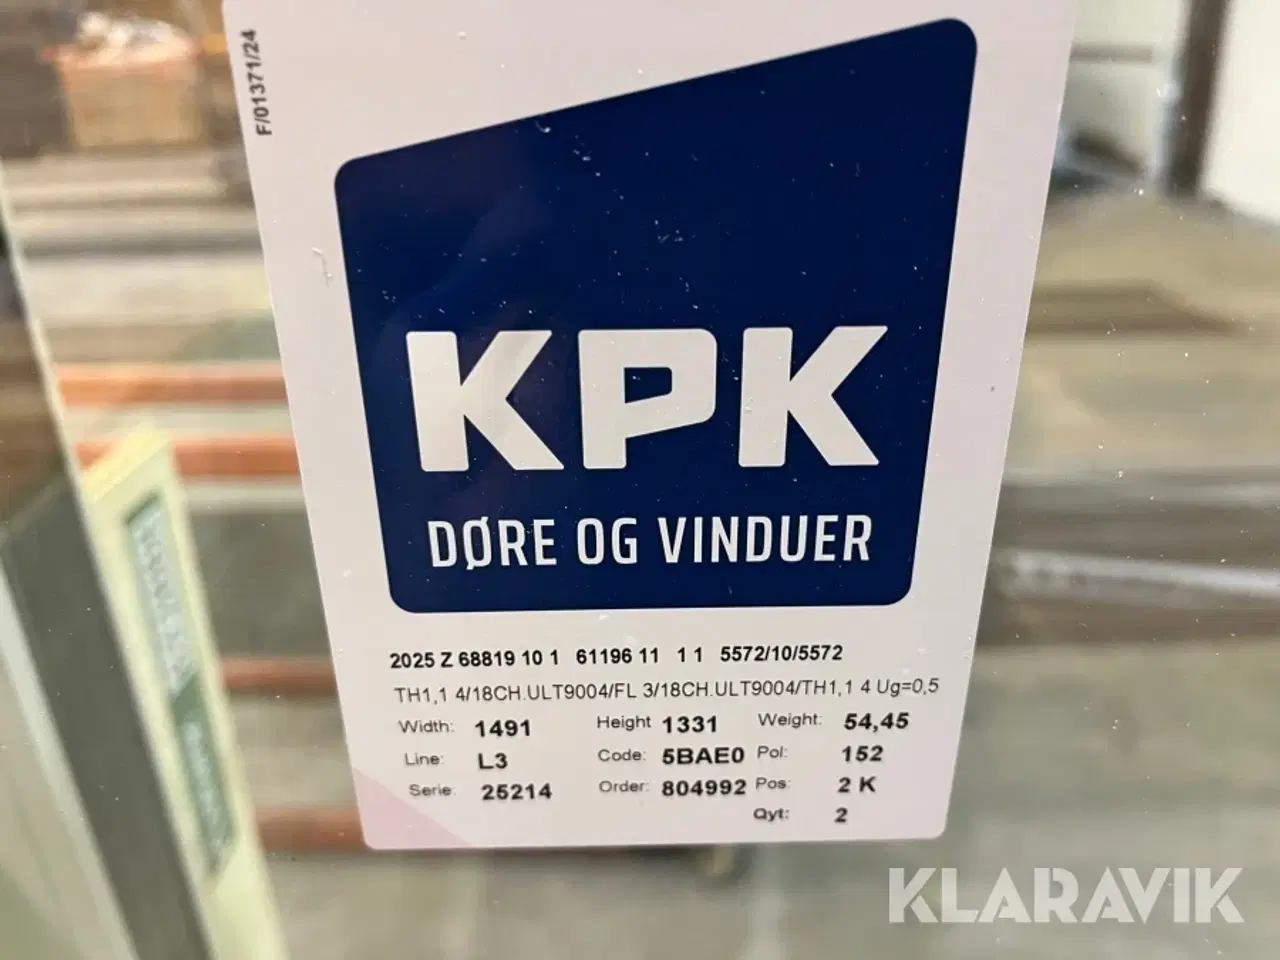 F/01371/24
KPK
DØRE OG VINDUER
2025 Z 68819 10 1 61196 11 1 1 5572/10/5572
TH1,1 4/18CH.ULT9004/FL 3/18CH.ULT9004/TH1,1 4 Ug=0,5
Width: 1491 Height 1331 Weight: 54,45
Line: L3 Code: 5BAE0 Pol: 152
Serie: 25214 Order: 804992 Pos: 2 K
Qyt: 2
KLARAVIK